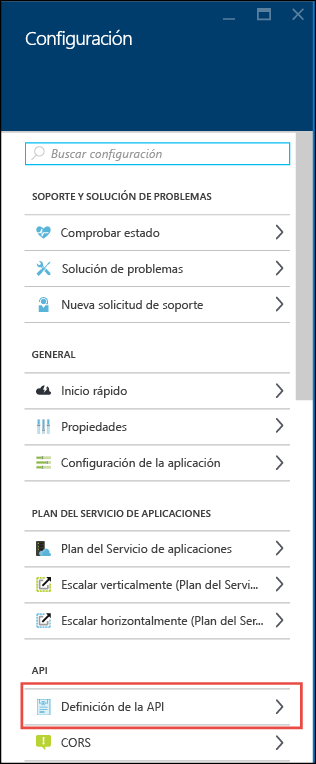 Configuración
Buscar configuración
SOPORTE Y SOLUCIÓN DE PROBLEMAS
Comprobar estado
Solución de problemas
Nueva solicitud de soporte
GENERAL
Inicio rápido
Propiedades
Configuración de la aplicación
PLAN DEL SERVICIO DE APLICACIONES
Plan del Servicio de aplicaciones
Escalar verticalmente (Plan del Servi...
Escalar horizontalmente (Plan del Ser...
API
Definición de la API
CORS